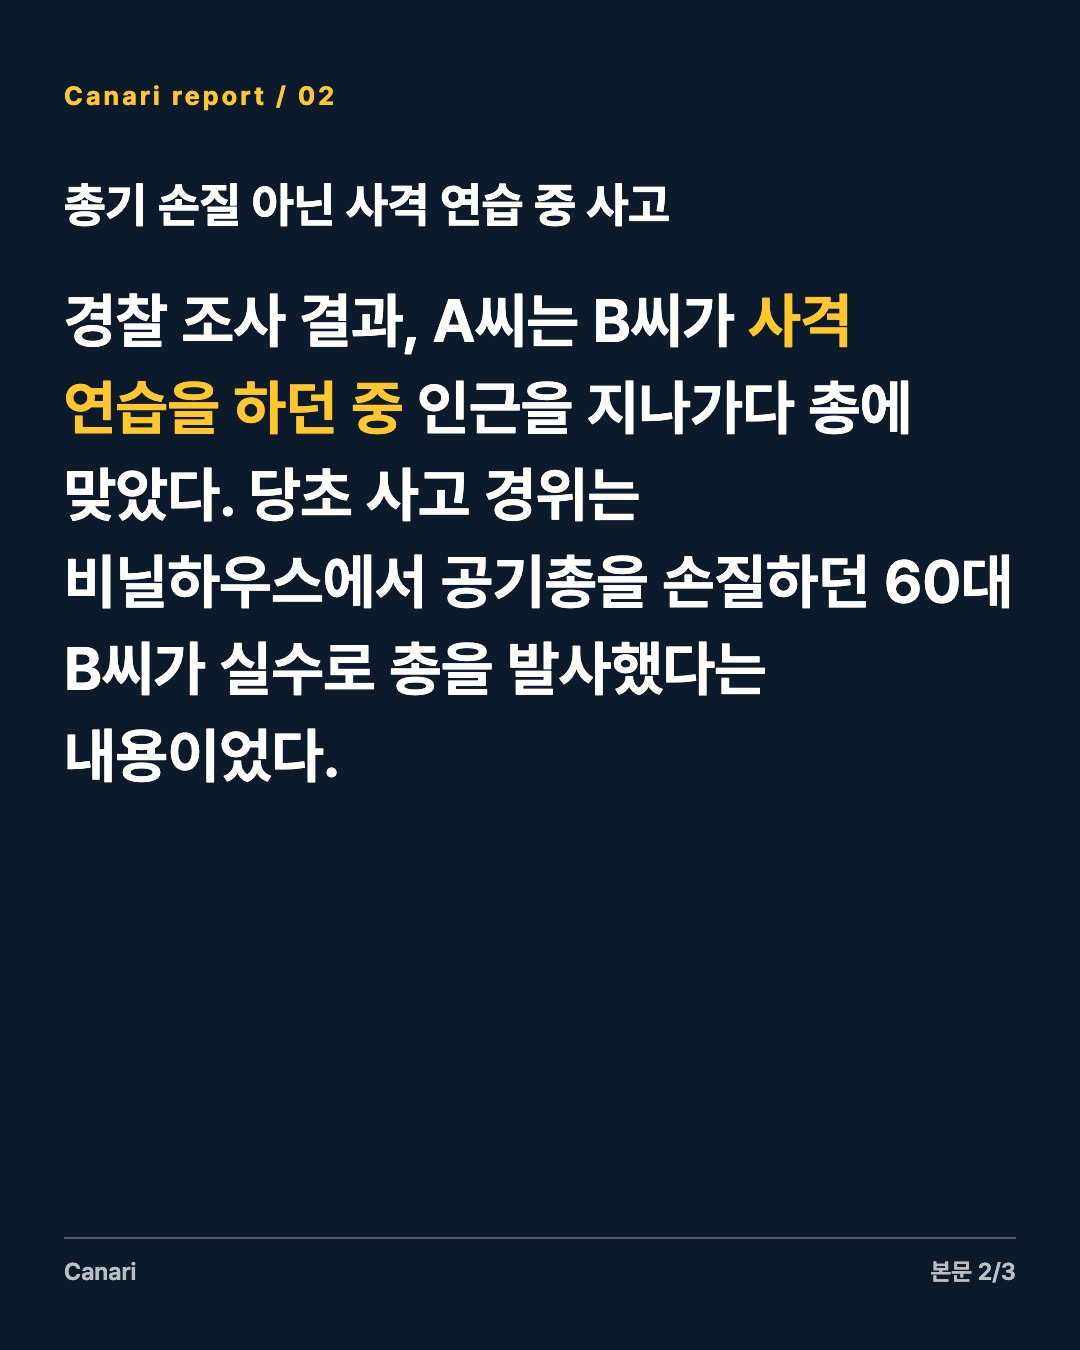 Canari report / 02
총기 손질 아닌 사격 연습 중 사고
경찰 조사 결과, A씨는 B씨가 사격
연습을 하던 중 인근을 지나가다 총에
맞았다. 당초 사고 경위는
비닐하우스에서 공기총을 손질하던 60대
B씨가 실수로 총을 발사했다는
내용이었다.
Canari
본문 2/3